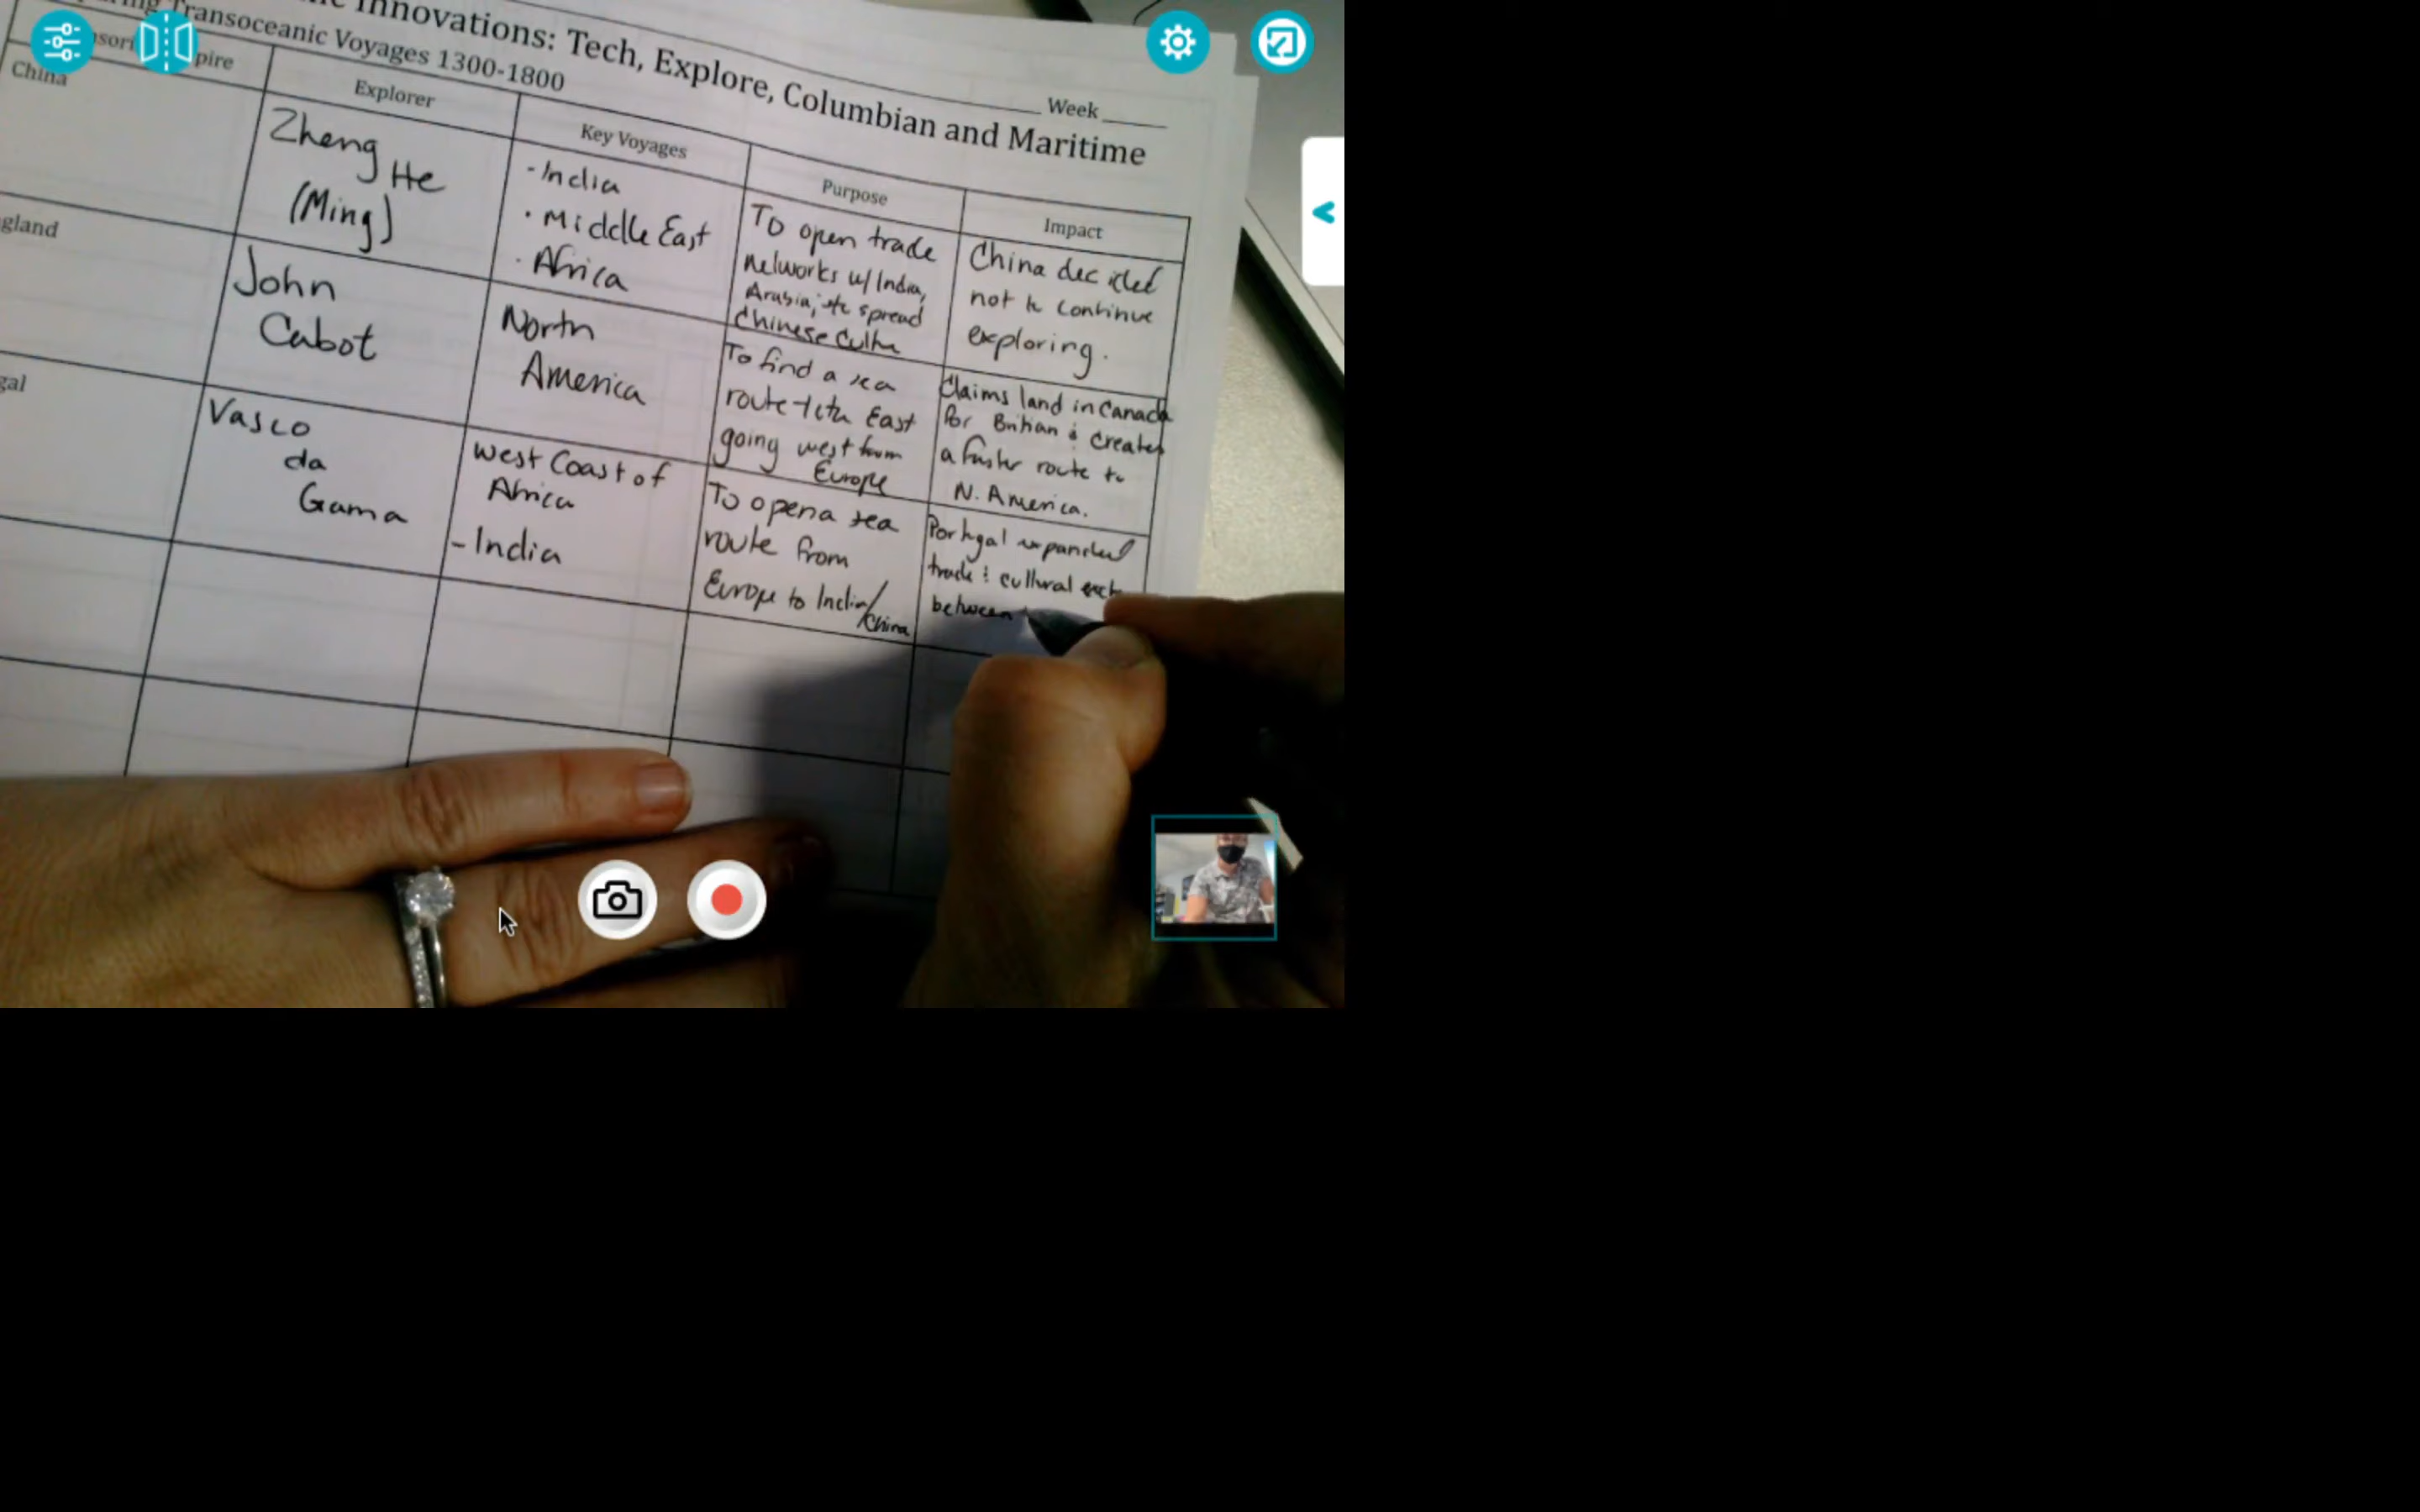 Innovations: Tech, Explore, Columbian and Maritime
Transoceanic Voyages 1300-1800
Week
pire
Explorer
Key Voyages
Purpose
Impact
China
Zheng He
(Ming)
- India
· Middle East
· Africa
To open trade
networks w/ India,
Arabia; spread
Chinese
China decided
not to continue
exploring.
gland
John
Cabot
North
America
To find a sea
route East
going west from
Europe
Claims land in Canada
for & creates
a faster route to
N. America.
gal
Vasco
da
Gama
West Coast of
Africa
- India
To open a sea
route from
Europe to India/
China
Portugal expanded
trade & cultural exch
between
<